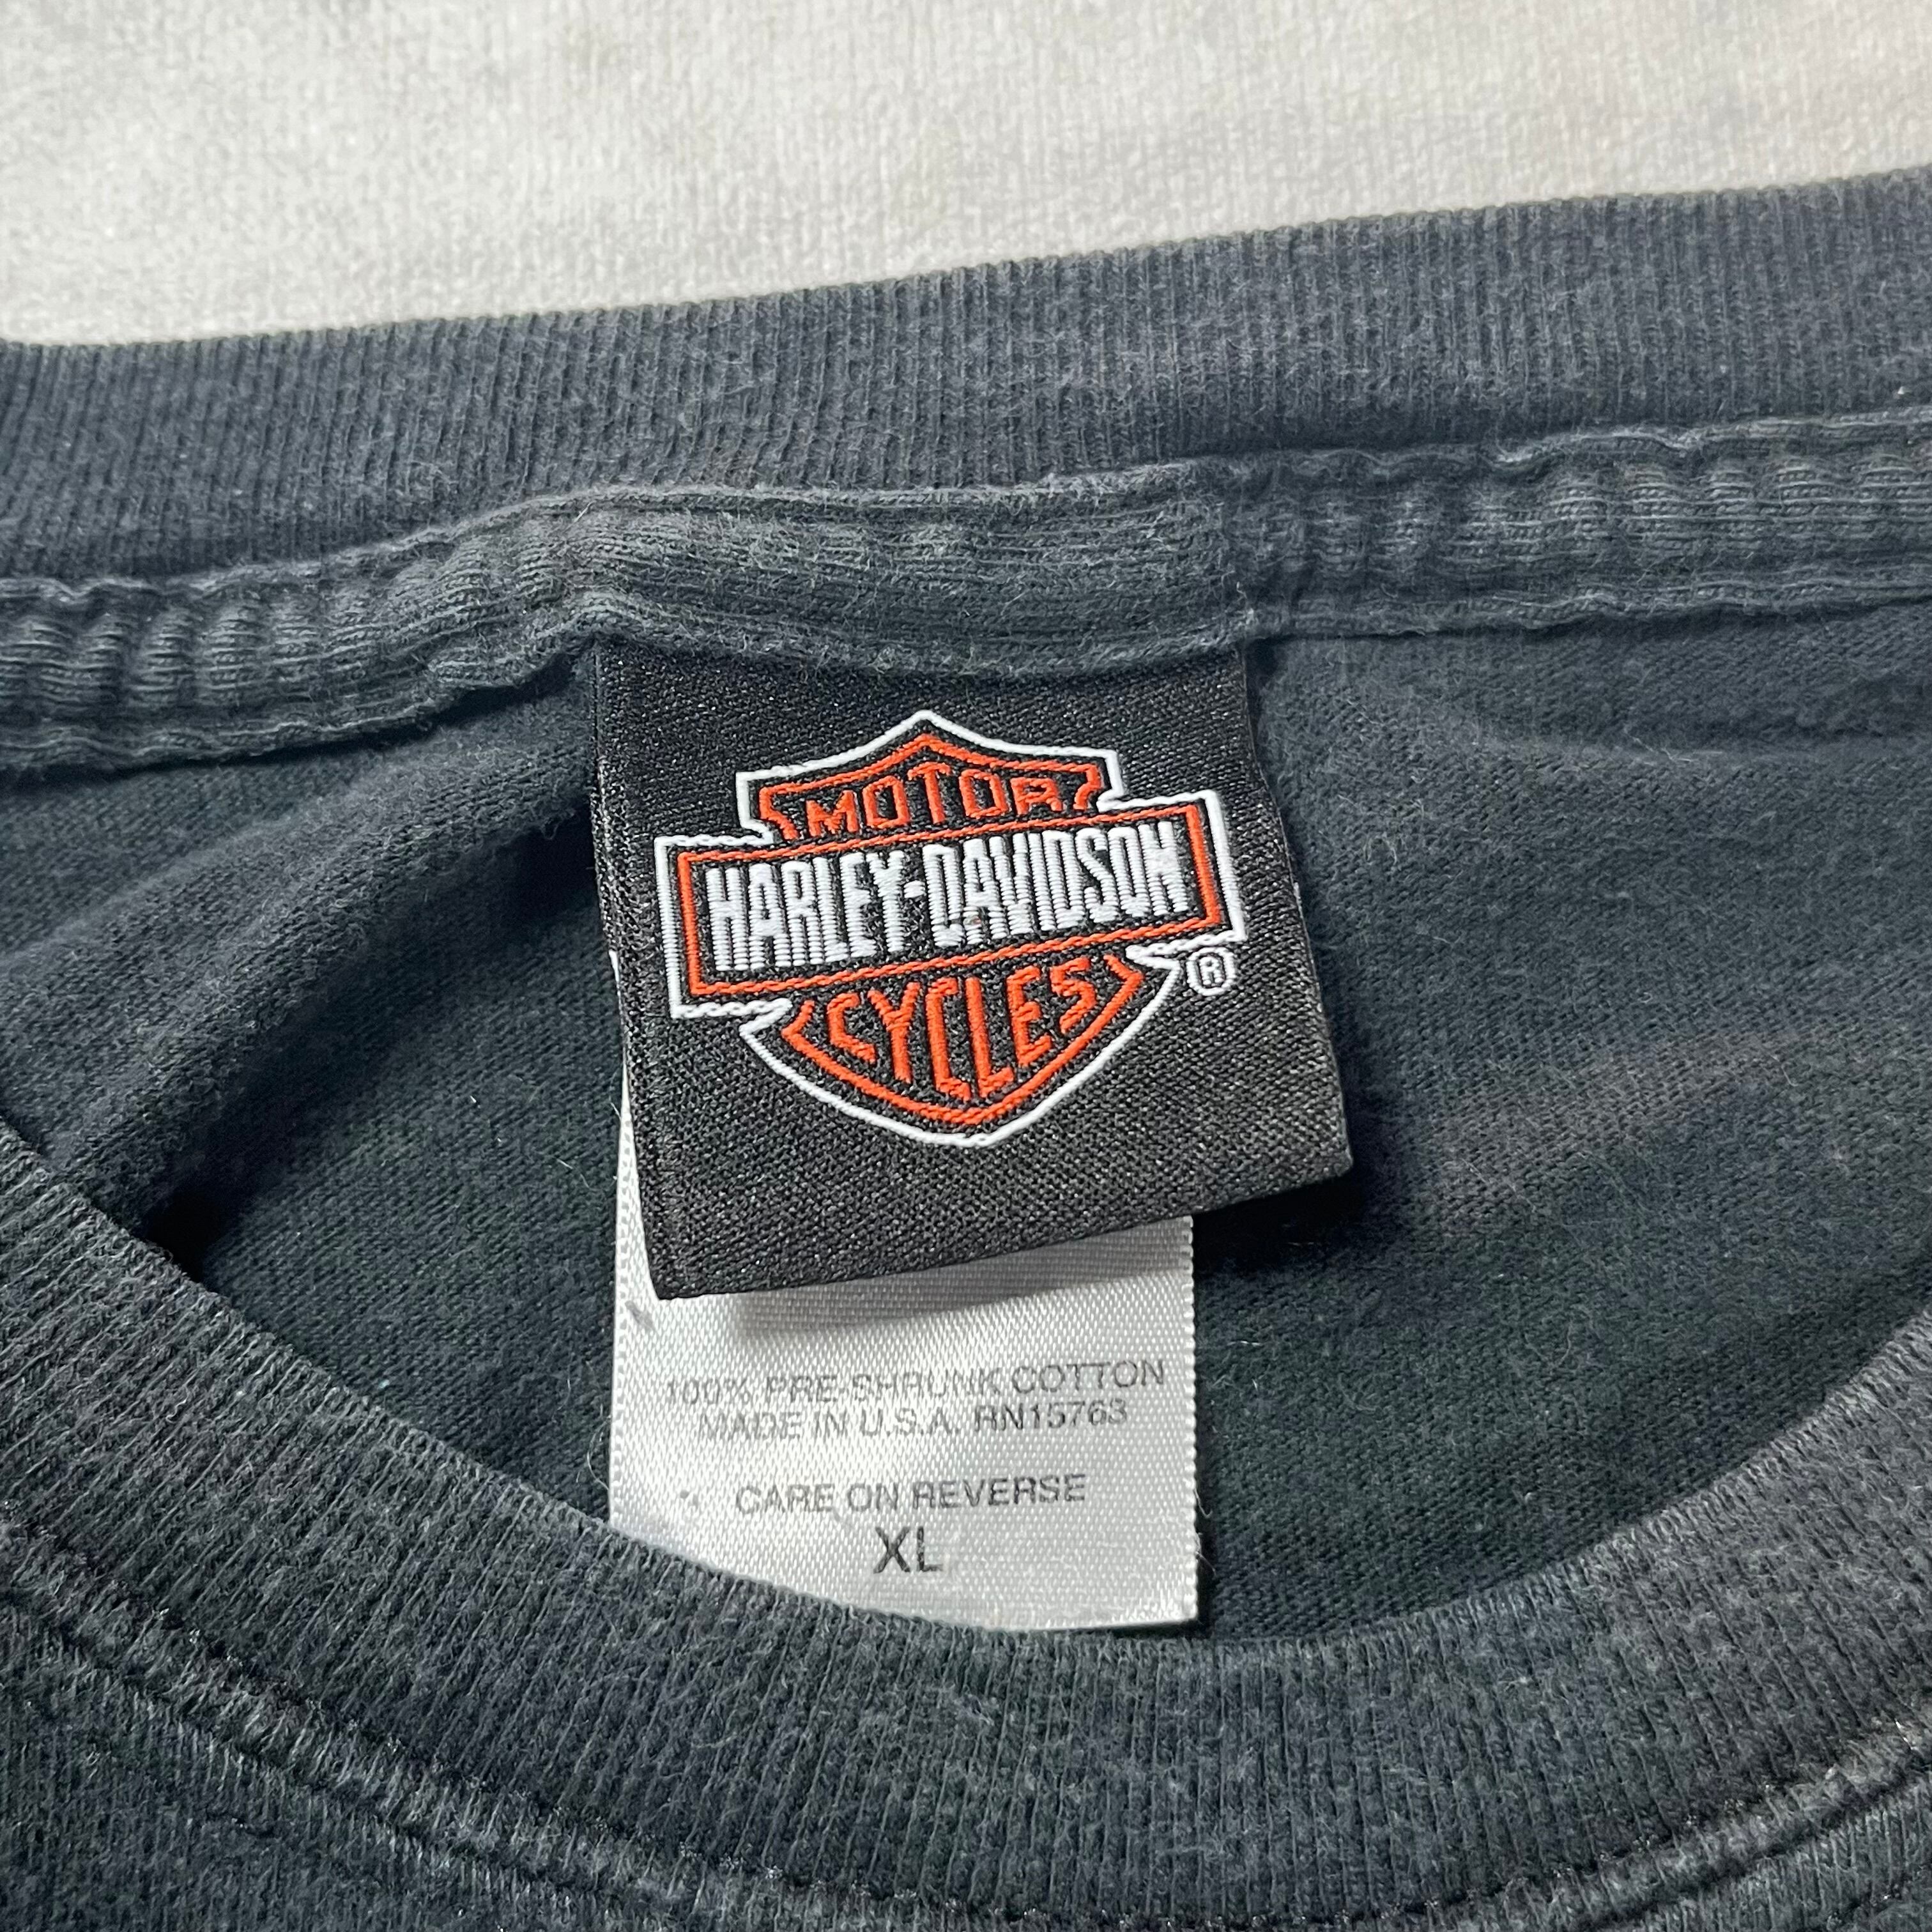 MOTOR
HARLEY-DAVIDSON
CYCLES
®
100% PRE-SHRUNK COTTON
MADE IN U.S.A. RN15763
CARE ON REVERSE
XL